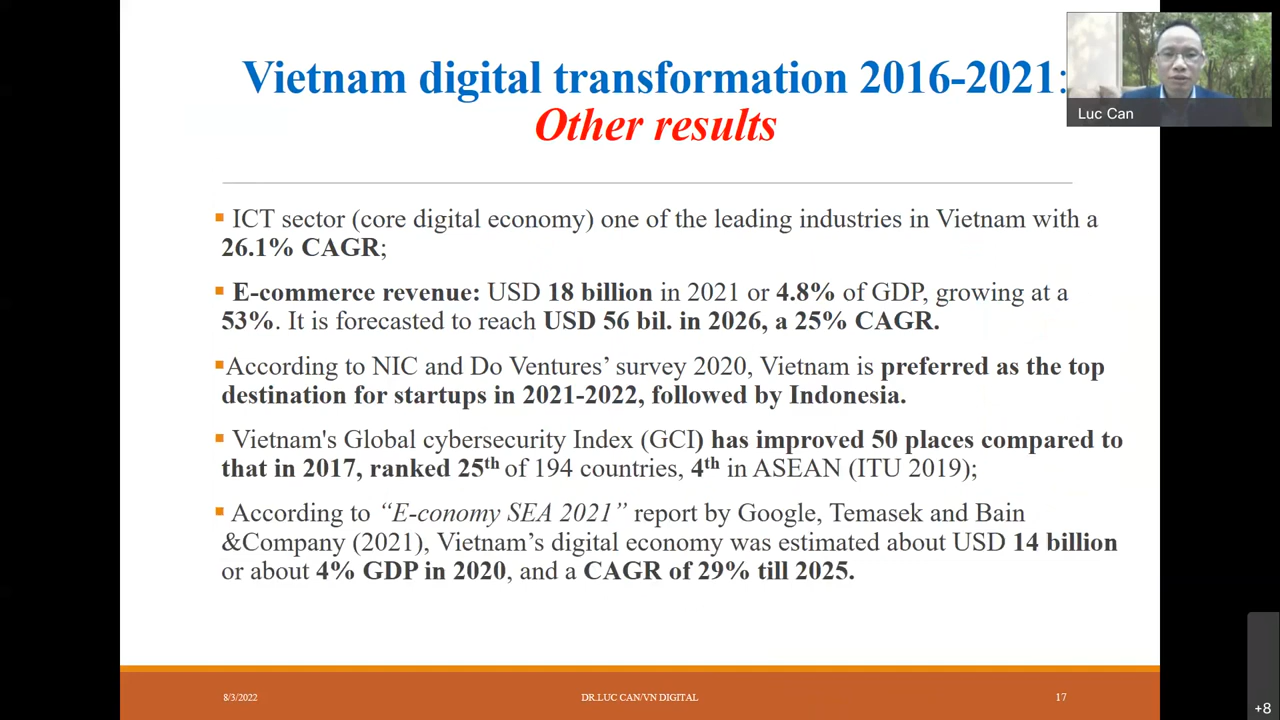 Vietnam digital transformation 2016-2021:
Other results
Luc Can
▪ ICT sector (core digital economy) one of the leading industries in Vietnam with a
26.1% CAGR;
▪ E-commerce revenue: USD 18 billion in 2021 or 4.8% of GDP, growing at a
53%. It is forecasted to reach USD 56 bil. in 2026, a 25% CAGR.
▪According to NIC and Do Ventures’ survey 2020, Vietnam is preferred as the top
destination for startups in 2021-2022, followed by Indonesia.
▪ Vietnam's Global cybersecurity Index (GCI) has improved 50 places compared to
that in 2017, ranked 25th of 194 countries, 4th in ASEAN (ITU 2019);
▪ According to “E-conomy SEA 2021” report by Google, Temasek and Bain
&Company (2021), Vietnam’s digital economy was estimated about USD 14 billion
or about 4% GDP in 2020, and a CAGR of 29% till 2025.
8/3/2022
DR.LUC CAN/VN DIGITAL
17
+8